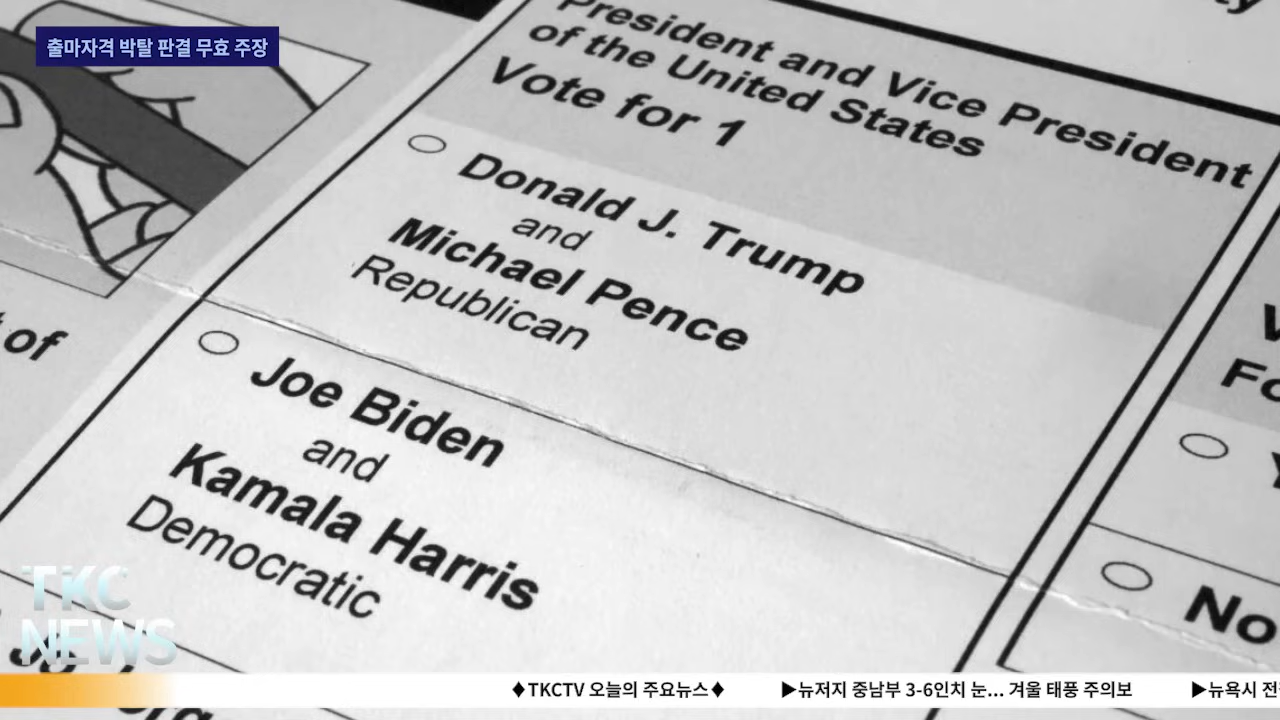 출마자격 박탈 판결 무효 주장
President and Vice President
of the United States
Vote for 1
Donald J. Trump
and
Michael Pence
Republican
Joe Biden
and
Kamala Harris
Democratic
of
No
TKC
NEWS
♦TKCTV 오늘의 주요뉴스♦ ▶뉴저지 중남부 3-6인치 눈... 겨울 태풍 주의보 ▶뉴욕시